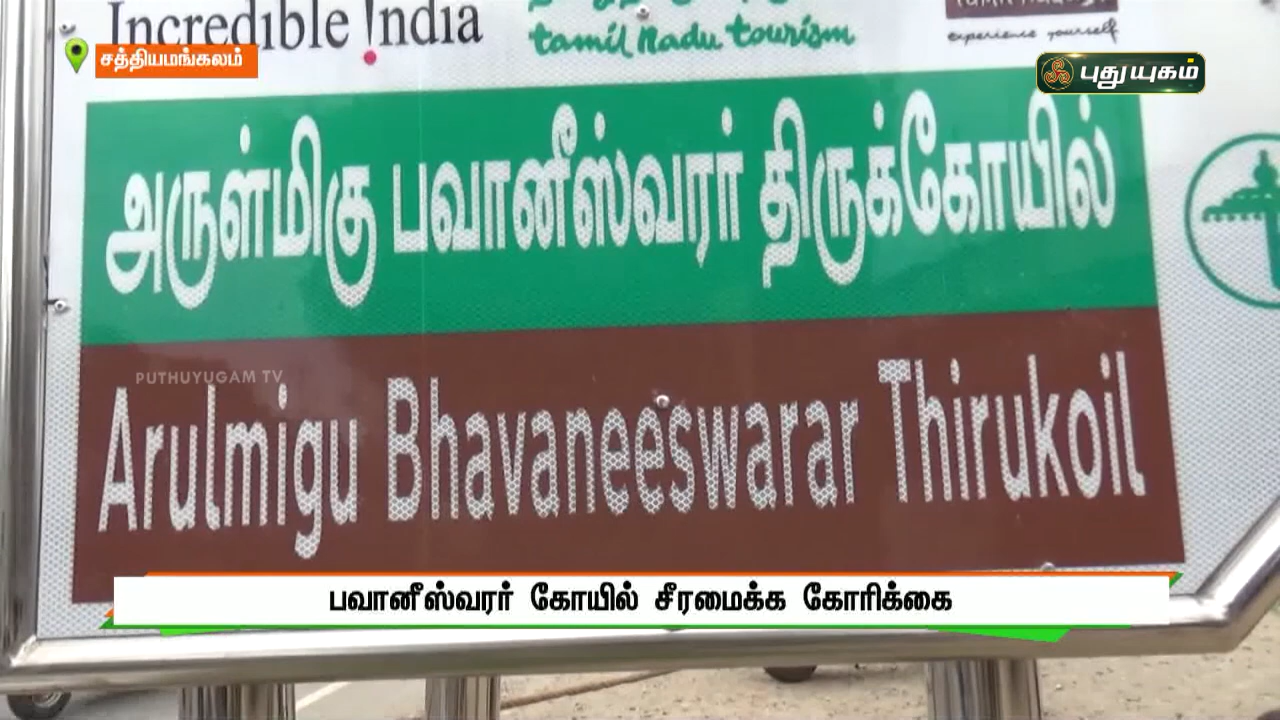 Incredible !ndia
tamil nadu tourism
experience yourself
சத்தியமங்கலம்
புதுயுகம்
அருள்மிகு பவானீஸ்வரர் திருக்கோயில்
PUTHUYUGAM TV
Arulmigu Bhavaneeswarar Thirukoil
பவானீஸ்வரர் கோயில் சீரமைக்க கோரிக்கை